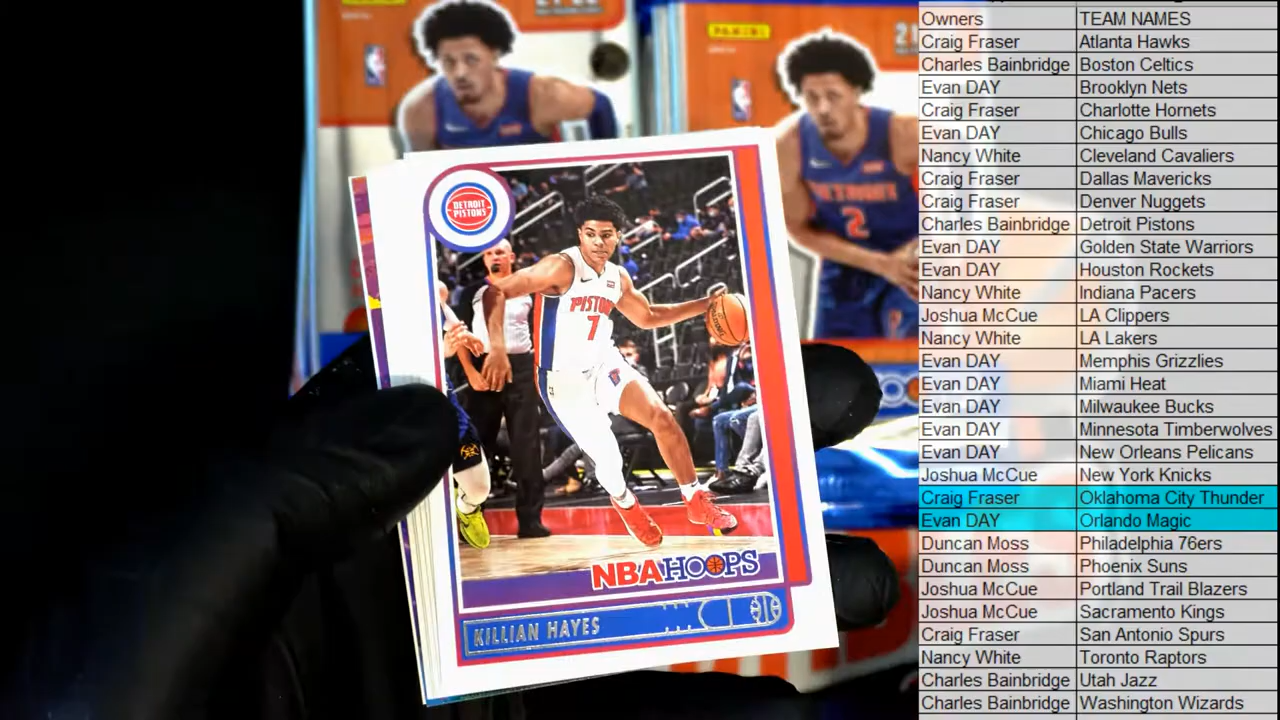 PANINI
21
DETROIT
2
DETROIT
PISTONS
PISTONS
7
NBA HOOPS
KILLIAN HAYES
Owners TEAM NAMES
Craig Fraser Atlanta Hawks
Charles Bainbridge Boston Celtics
Evan DAY Brooklyn Nets
Craig Fraser Charlotte Hornets
Evan DAY Chicago Bulls
Nancy White Cleveland Cavaliers
Craig Fraser Dallas Mavericks
Craig Fraser Denver Nuggets
Charles Bainbridge Detroit Pistons
Evan DAY Golden State Warriors
Evan DAY Houston Rockets
Nancy White Indiana Pacers
Joshua McCue LA Clippers
Nancy White LA Lakers
Evan DAY Memphis Grizzlies
Evan DAY Miami Heat
Evan DAY Milwaukee Bucks
Evan DAY Minnesota Timberwolves
Evan DAY New Orleans Pelicans
Joshua McCue New York Knicks
Craig Fraser Oklahoma City Thunder
Evan DAY Orlando Magic
Duncan Moss Philadelphia 76ers
Duncan Moss Phoenix Suns
Joshua McCue Portland Trail Blazers
Joshua McCue Sacramento Kings
Craig Fraser San Antonio Spurs
Nancy White Toronto Raptors
Charles Bainbridge Utah Jazz
Charles Bainbridge Washington Wizards